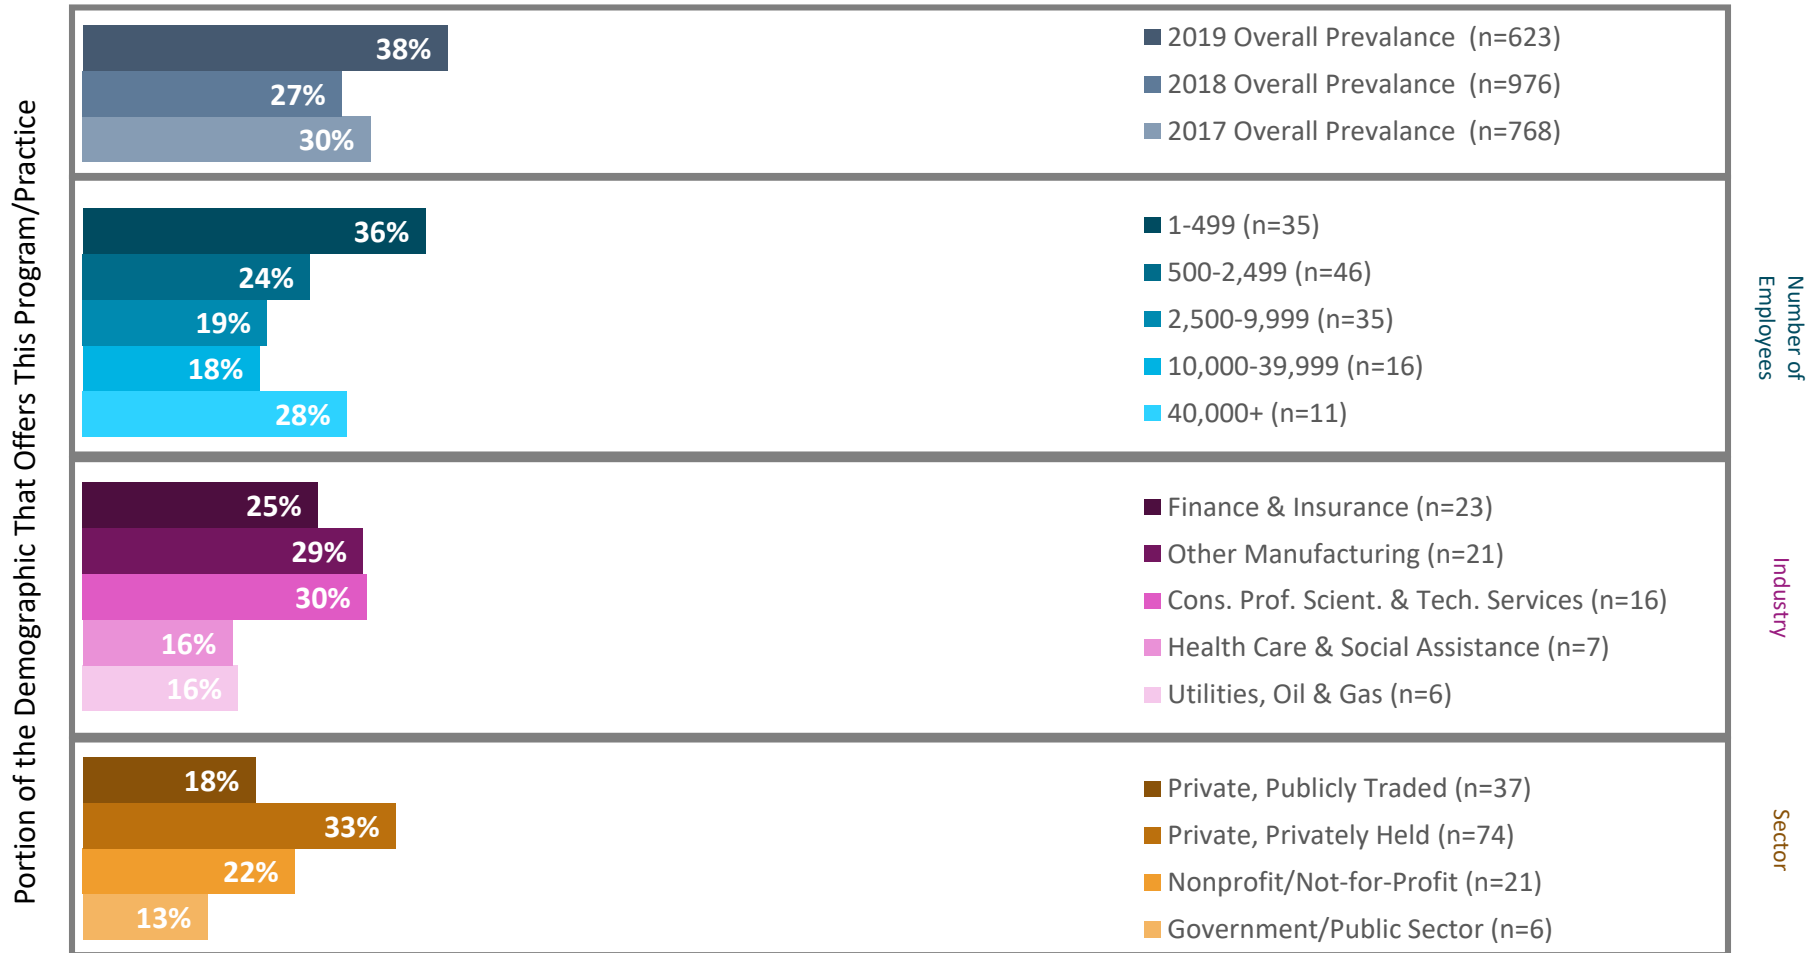 Portion of the Demographic That Offers This Program/Practice
38%
27%
30%
2019 Overall Prevalance (n=623)
2018 Overall Prevalance (n=976)
2017 Overall Prevalance (n=768)
36%
24%
19%
18%
28%
1-499 (n=35)
500-2,499 (n=46)
2,500-9,999 (n=35)
10,000-39,999 (n=16)
40,000+ (n=11)
Number of
Employees
25%
29%
30%
16%
16%
Finance & Insurance (n=23)
Other Manufacturing (n=21)
Cons. Prof. Scient. & Tech. Services (n=16)
Health Care & Social Assistance (n=7)
Utilities, Oil & Gas (n=6)
Industry
18%
33%
22%
13%
Private, Publicly Traded (n=37)
Private, Privately Held (n=74)
Nonprofit/Not-for-Profit (n=21)
Government/Public Sector (n=6)
Sector